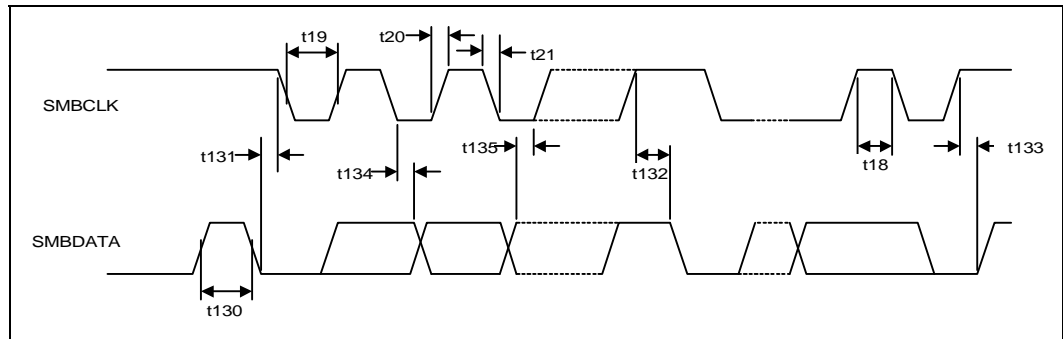 t19
t20
t21
SMBCLK
t131
t134
t135
t132
t18
t133
SMBDATA
t130